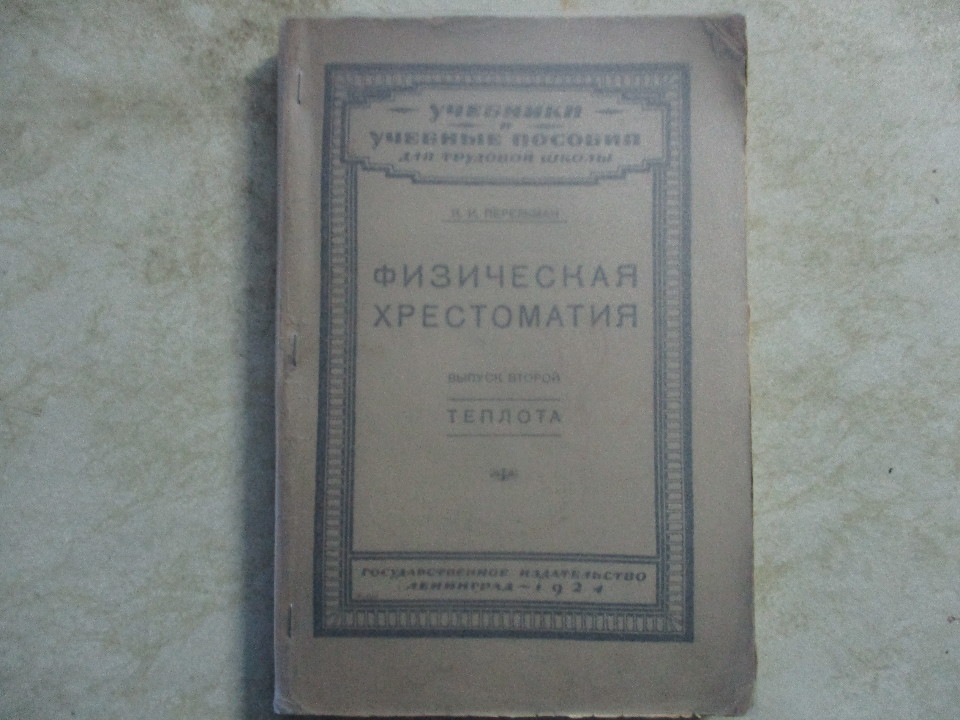 УЧЕБНИКИ
И
УЧЕБНЫЕ ПОСОБИЯ
ДЛЯ ТРУДОВОЙ ШКОЛЫ
Я. И. ПЕРЕЛЬМАН
ФИЗИЧЕСКАЯ
ХРЕСТОМАТИЯ
ВЫПУСК ВТОРОЙ
ТЕПЛОТА
ГОСУДАРСТВЕННОЕ ИЗДАТЕЛЬСТВО
ЛЕНИНГРАД ~ 1924